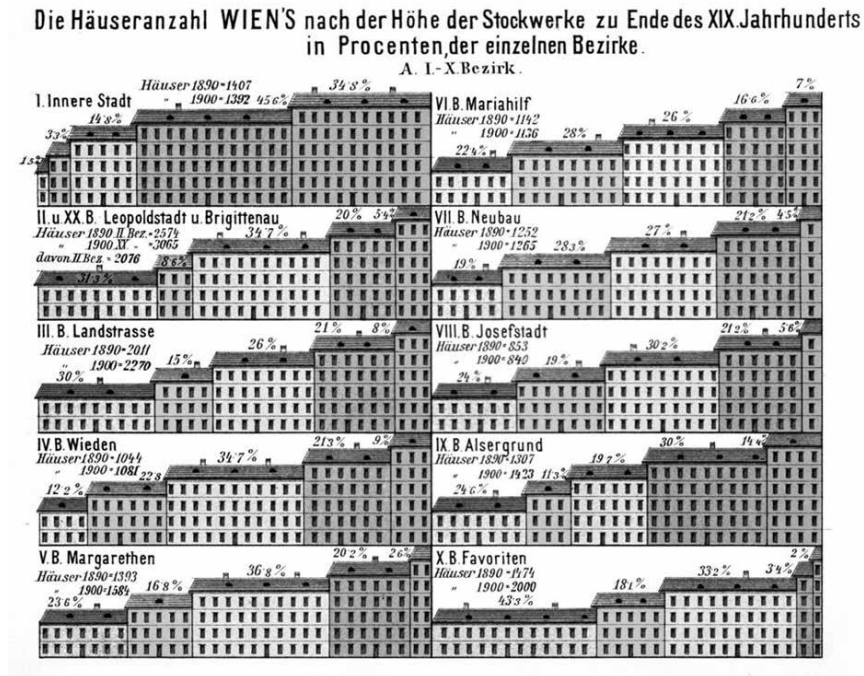 Die Häuseranzahl WIEN'S nach der Höhe der Stockwerke zu Ende des XIX. Jahrhunderts
in Procenten, der einzelnen Bezirke.
A. I.-X. Bezirk.
I. Innere Stadt
Häuser 1890=1407
" 1900=1392
1·5%
3·3%
14·8%
45·6%
34·8%
II. u. XX. B. Leopoldstadt u. Brigittenau
Häuser 1890 II. Bez.=2574
" 1900 XX. " =3065
davon II. Bez.=2076
31·3%
8·6%
34·7%
20%
5·4%
III. B. Landstrasse
Häuser 1890=2011
" 1900=2270
30%
15%
26%
21%
8%
IV. B. Wieden
Häuser 1890=1044
" 1900=1081
12·2%
22·8
34·7%
21·3%
9%
V. B. Margarethen
Häuser 1890=1393
" 1900=1584
23·6%
16·8%
36·8%
20·2%
2·6%
VI. B. Mariahilf
Häuser 1890=1142
" 1900=1136
22·4%
28%
26%
16·6%
7%
VII. B. Neubau
Häuser 1890=1252
" 1900=1265
19%
28·3%
27%
21·2%
4·5%
VIII. B. Josefstadt
Häuser 1890=853
" 1900=840
24%
19%
30·2%
21·2%
5·6%
IX. B. Alsergrund
Häuser 1890=1307
" 1900=1423
24·6%
11·3%
19·7%
30%
14·4%
X. B. Favoriten
Häuser 1890=1474
" 1900=2000
43·3%
18·1%
33·2%
3·4%
2%